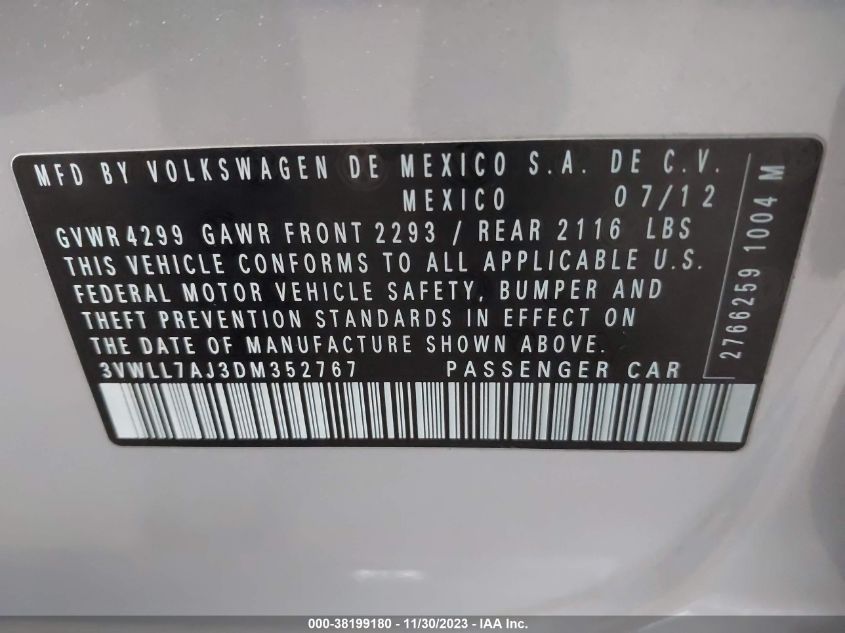 MFD BY VOLKSWAGEN DE MEXICO S.A. DE C.V.
MEXICO 07/12
GVWR 4299 GAWR FRONT 2293 / REAR 2116 LBS
THIS VEHICLE CONFORMS TO ALL APPLICABLE U.S.
FEDERAL MOTOR VEHICLE SAFETY, BUMPER AND
THEFT PREVENTION STANDARDS IN EFFECT ON
THE DATE OF MANUFACTURE SHOWN ABOVE.
3VWLL7AJ3DM352767 PASSENGER CAR
2766259 1004 M
000-38199180 - 11/30/2023 - IAA Inc.